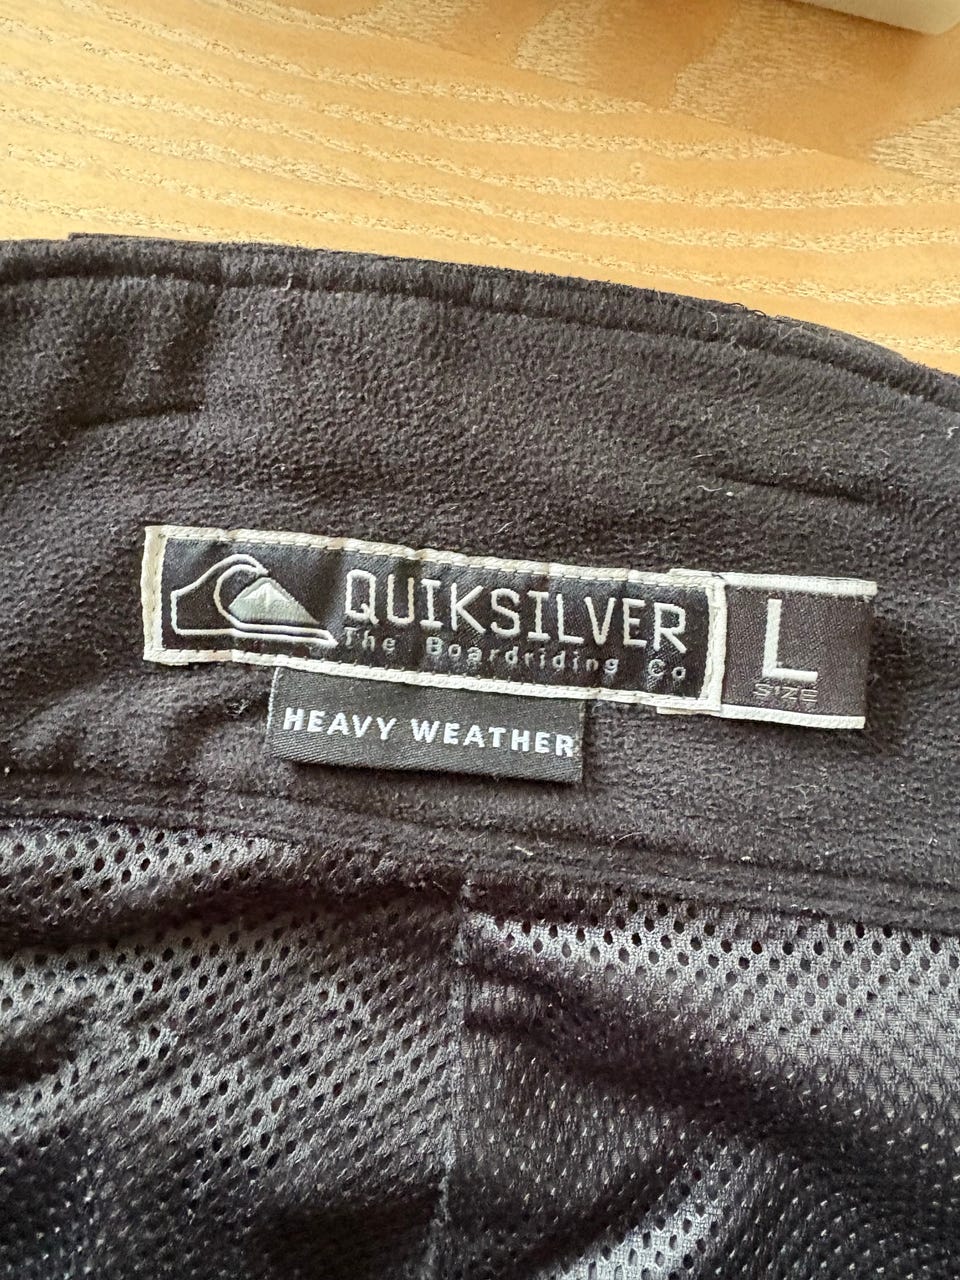 QUIKSILVER
The Boardriding Co
L
SIZE
HEAVY WEATHER